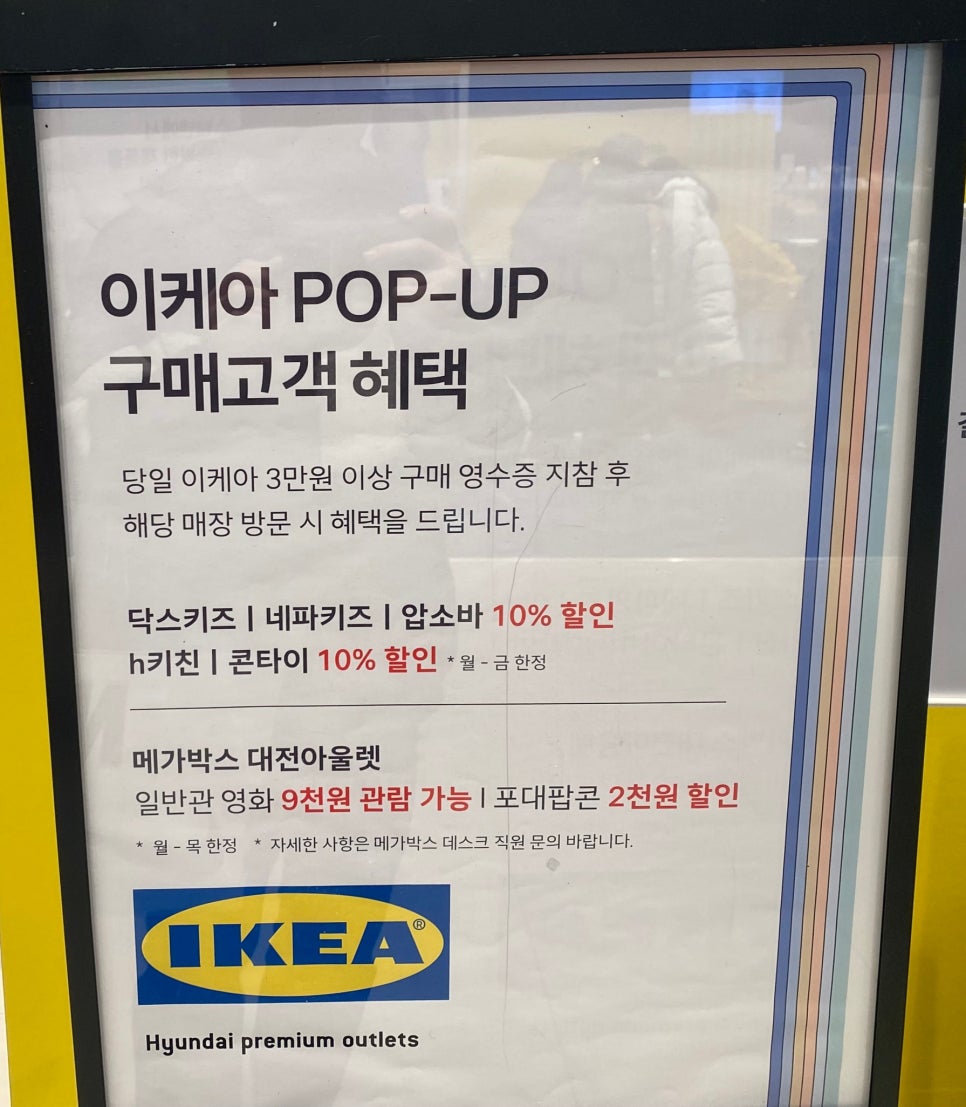 이케아 POP-UP
구매고객 혜택
당일 이케아 3만원 이상 구매 영수증 지참 후
해당 매장 방문 시 혜택을 드립니다.
닥스키즈 | 네파키즈 | 압소바 10% 할인
h키친 | 콘타이 10% 할인 * 월 - 금 한정
메가박스 대전아울렛
일반관 영화 9천원 관람 가능 | 포대팝콘 2천원 할인
* 월 - 목 한정 * 자세한 사항은 메가박스 데스크 직원 문의 바랍니다.
IKEA®
Hyundai premium outlets